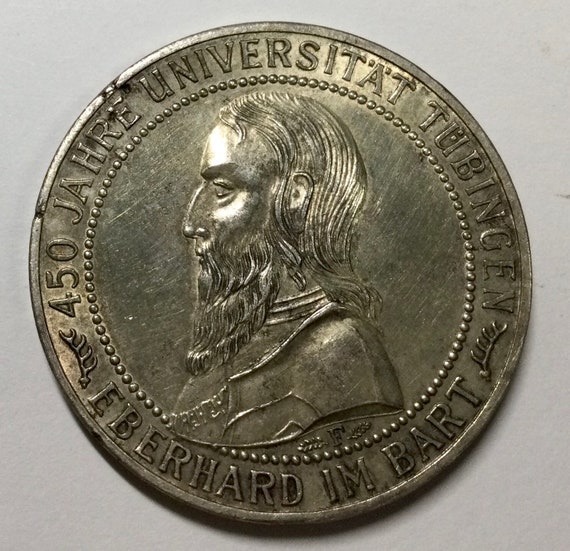 450 JAHRE UNIVERSITÄT TÜBINGEN
EBERHARD IM BART
F